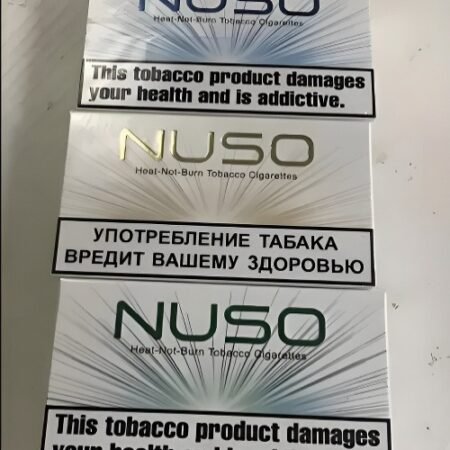 NUSO
Heat-Not-Burn Tobacco Cigarettes
This tobacco product damages
your health and is addictive.
NUSO
Heat-Not-Burn Tobacco Cigarettes
УПОТРЕБЛЕНИЕ ТАБАКА
ВРЕДИТ ВАШЕМУ ЗДОРОВЬЮ
NUSO
Heat-Not-Burn Tobacco Cigarettes
This tobacco product damages